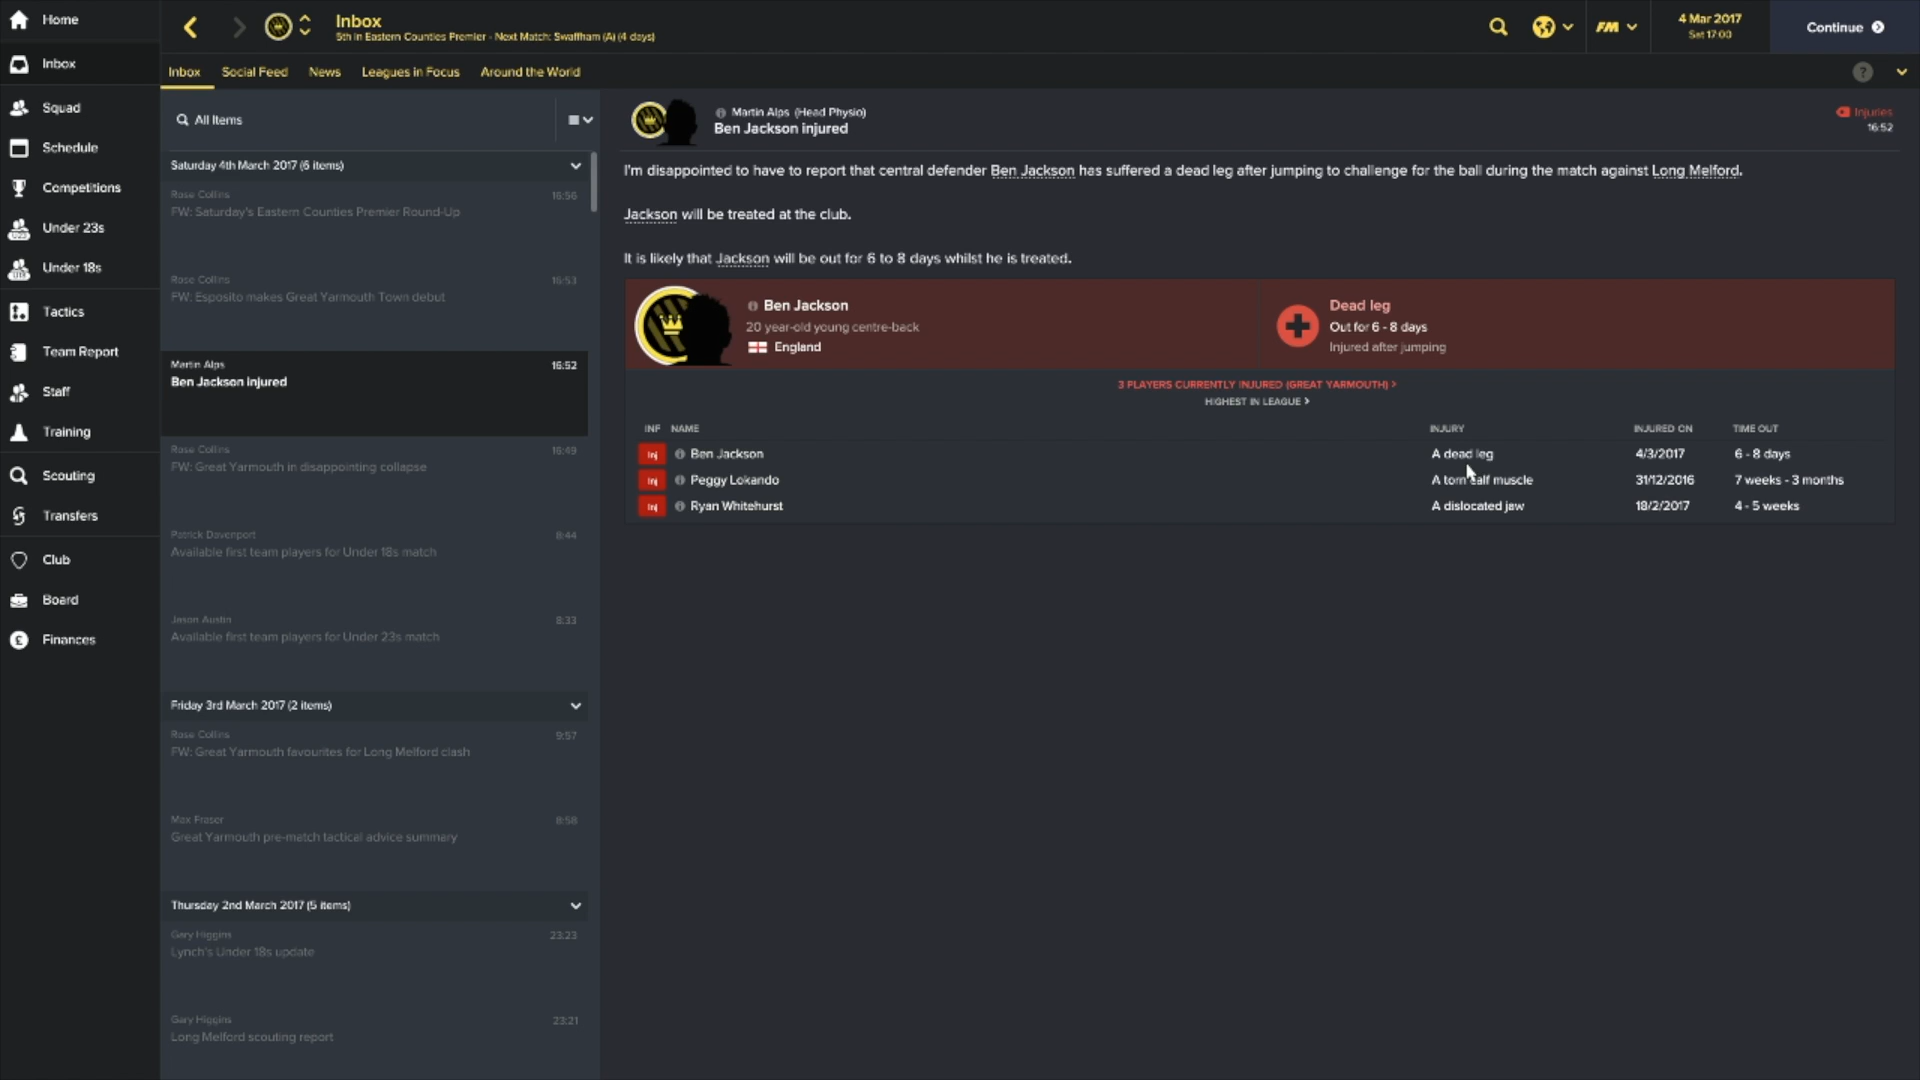 Home
Inbox
Squad
Schedule
Competitions
Under 23s
Under 18s
Tactics
Team Report
Staff
Training
Scouting
Transfers
Club
Board
Finances
Inbox
5th in Eastern Counties Premier - Next Match: Swaffham (A) (4 days)
FM
4 Mar 2017
Sat 17:00
Continue
Inbox Social Feed News Leagues in Focus Around the World
?
All Items
Saturday 4th March 2017 (6 items)
Rose Collins 16:56
FW: Saturday's Eastern Counties Premier Round-Up
Rose Collins 16:53
FW: Esposito makes Great Yarmouth Town debut
Martin Alps 16:52
Ben Jackson injured
Rose Collins 16:49
FW: Great Yarmouth in disappointing collapse
Patrick Davenport 8:44
Available first team players for Under 18s match
Jason Austin 8:33
Available first team players for Under 23s match
Friday 3rd March 2017 (2 items)
Rose Collins 9:57
FW: Great Yarmouth favourites for Long Melford clash
Max Fraser 8:58
Great Yarmouth pre-match tactical advice summary
Thursday 2nd March 2017 (5 items)
Gary Higgins 23:23
Lynch's Under 18s update
Gary Higgins 23:21
Long Melford scouting report
Martin Alps (Head Physio)
Ben Jackson injured
Injuries
16:52
I'm disappointed to have to report that central defender Ben Jackson has suffered a dead leg after jumping to challenge for the ball during the match against Long Melford.
Jackson will be treated at the club.
It is likely that Jackson will be out for 6 to 8 days whilst he is treated.
Ben Jackson
20 year-old young centre-back
England
Dead leg
Out for 6 - 8 days
Injured after jumping
3 PLAYERS CURRENTLY INJURED (GREAT YARMOUTH) >
HIGHEST IN LEAGUE >
INF NAME INJURY INJURED ON TIME OUT
Inj Ben Jackson A dead leg 4/3/2017 6 - 8 days
Inj Peggy Lokando A torn calf muscle 31/12/2016 7 weeks - 3 months
Inj Ryan Whitehurst A dislocated jaw 18/2/2017 4 - 5 weeks